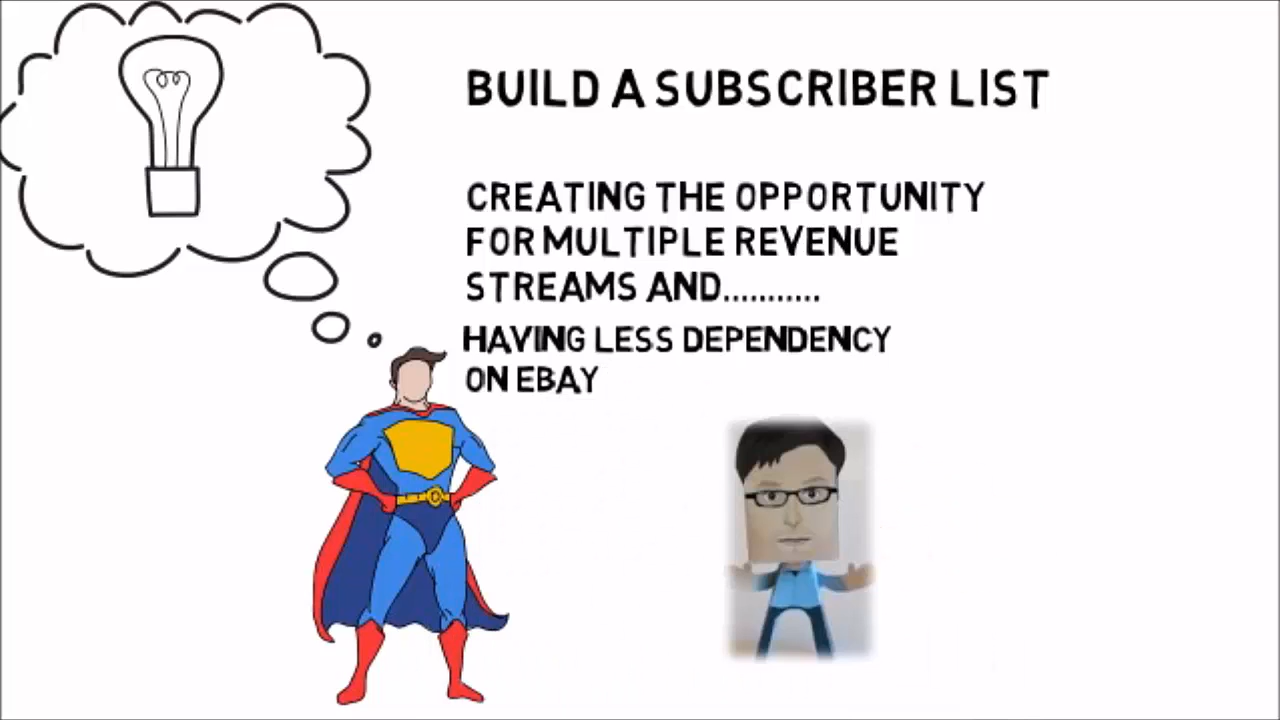 BUILD A SUBSCRIBER LIST
CREATING THE OPPORTUNITY
FOR MULTIPLE REVENUE
STREAMS AND...........
HAVING LESS DEPENDENCY
ON EBAY